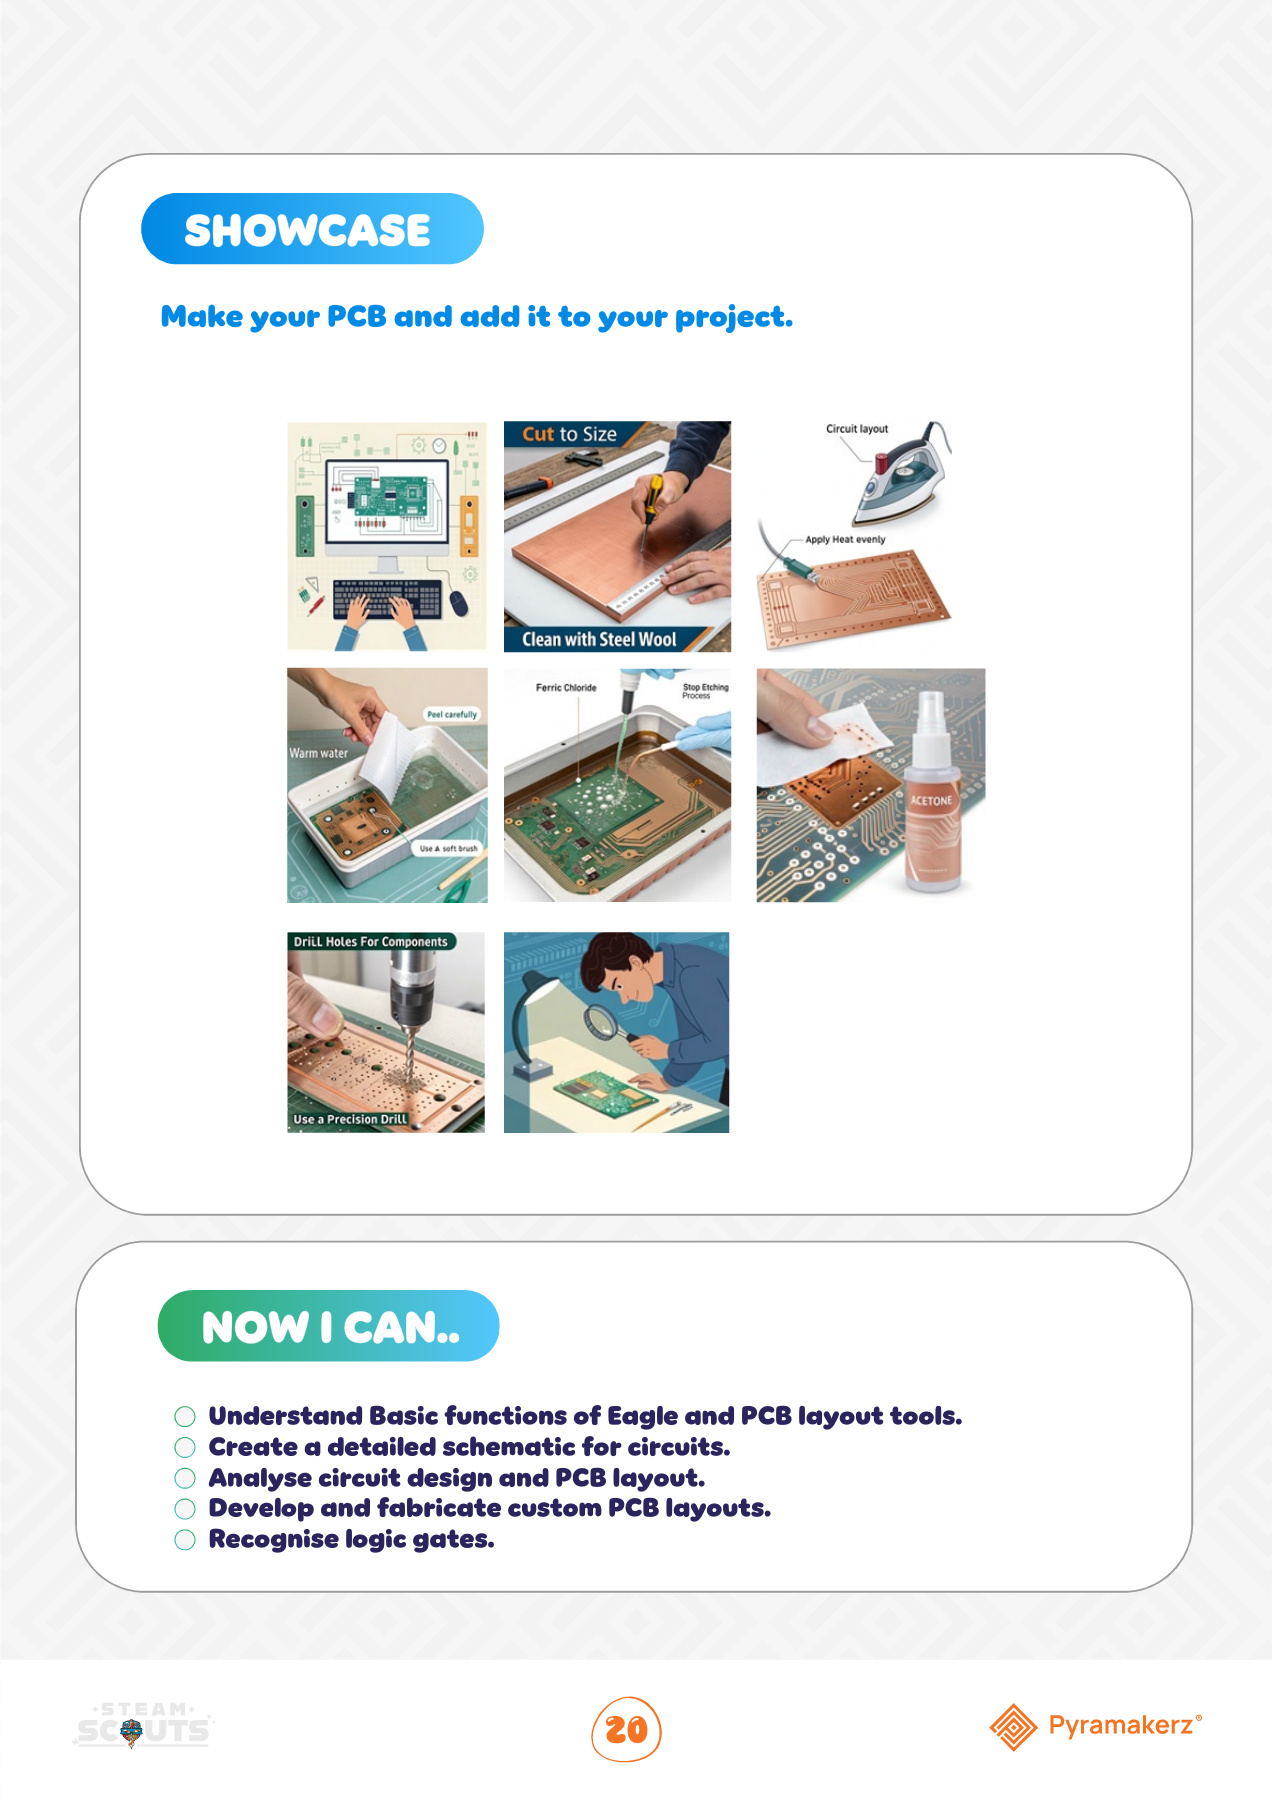 SHOWCASE
Make your PCB and add it to your project.
Cut to Size
Clean with Steel Wool
Circuit layout
Apply Heat evenly
Peel carefully
Warm water
Use A soft brush
Ferric Chloride
Stop Etching
Process
ACETONE
DriLL Holes For Components
Use a Precision Drill
NOW I CAN..
Understand Basic functions of Eagle and PCB layout tools.
Create a detailed schematic for circuits.
Analyse circuit design and PCB layout.
Develop and fabricate custom PCB layouts.
Recognise logic gates.
STEAM
SCOUTS
20
Pyramakerz®